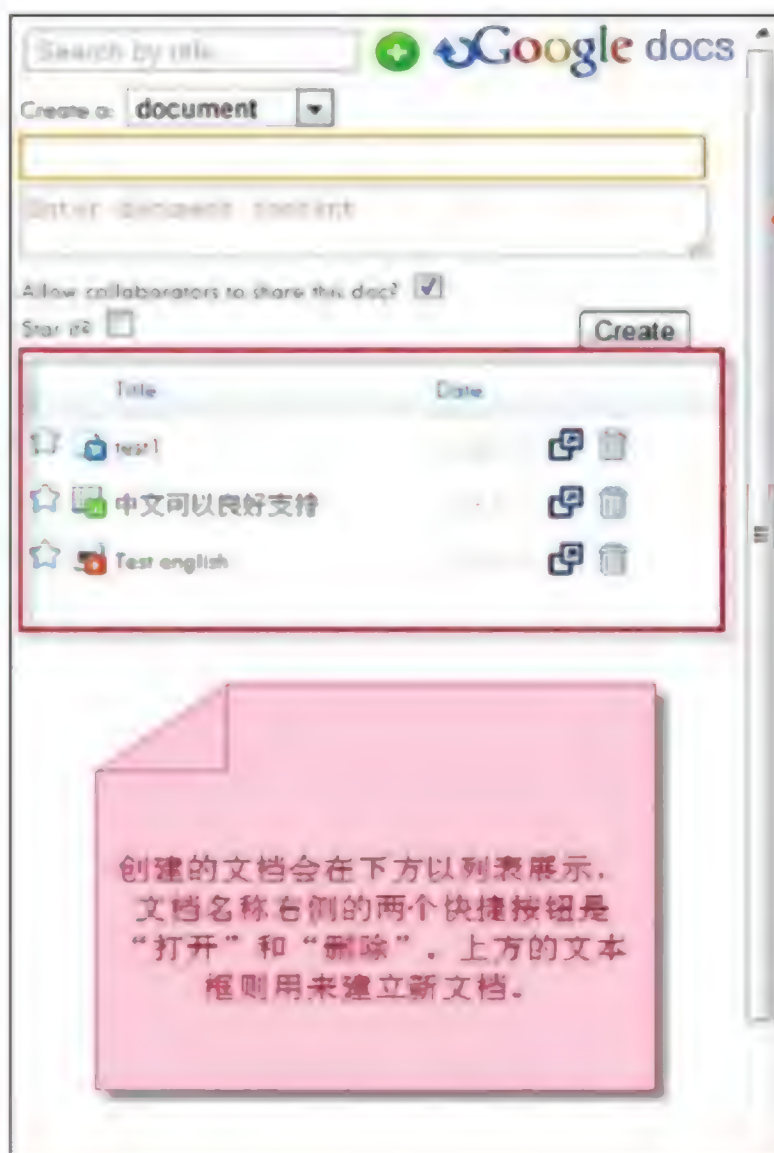 Search by title
Google docs
Create a: document
Enter document content
Allow collaborators to share this doc?
Star it?
Create
Title Date
test1
中文可以良好支持
Test english
创建的文档会在下方以列表展示，
文档名称右侧的两个快捷按钮是
“打开”和“删除”。上方的文本
框则用来建立新文档。